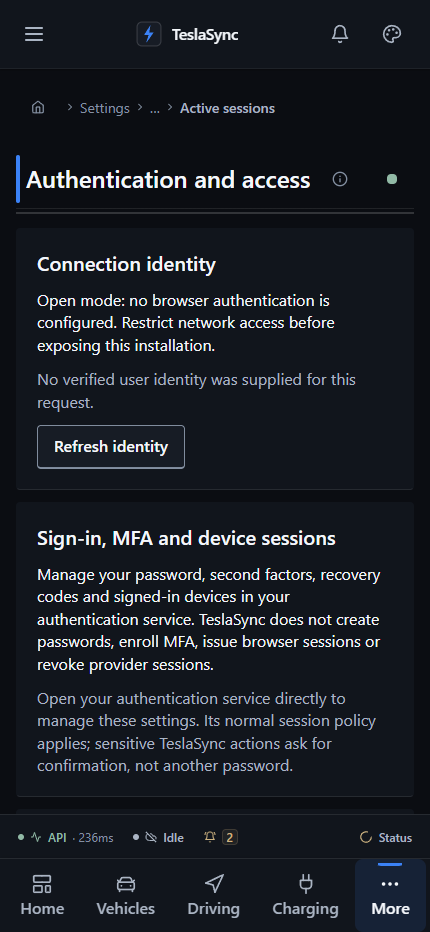 TeslaSync
Settings
...
Active sessions
Authentication and access
Connection identity
Open mode: no browser authentication is
configured. Restrict network access before
exposing this installation.
No verified user identity was supplied for this
request.
Refresh identity
Sign-in, MFA and device sessions
Manage your password, second factors, recovery
codes and signed-in devices in your
authentication service. TeslaSync does not create
passwords, enroll MFA, issue browser sessions or
revoke provider sessions.
Open your authentication service directly to
manage these settings. Its normal session policy
applies; sensitive TeslaSync actions ask for
confirmation, not another password.
API · 236ms
Idle
2
Status
Home
Vehicles
Driving
Charging
More